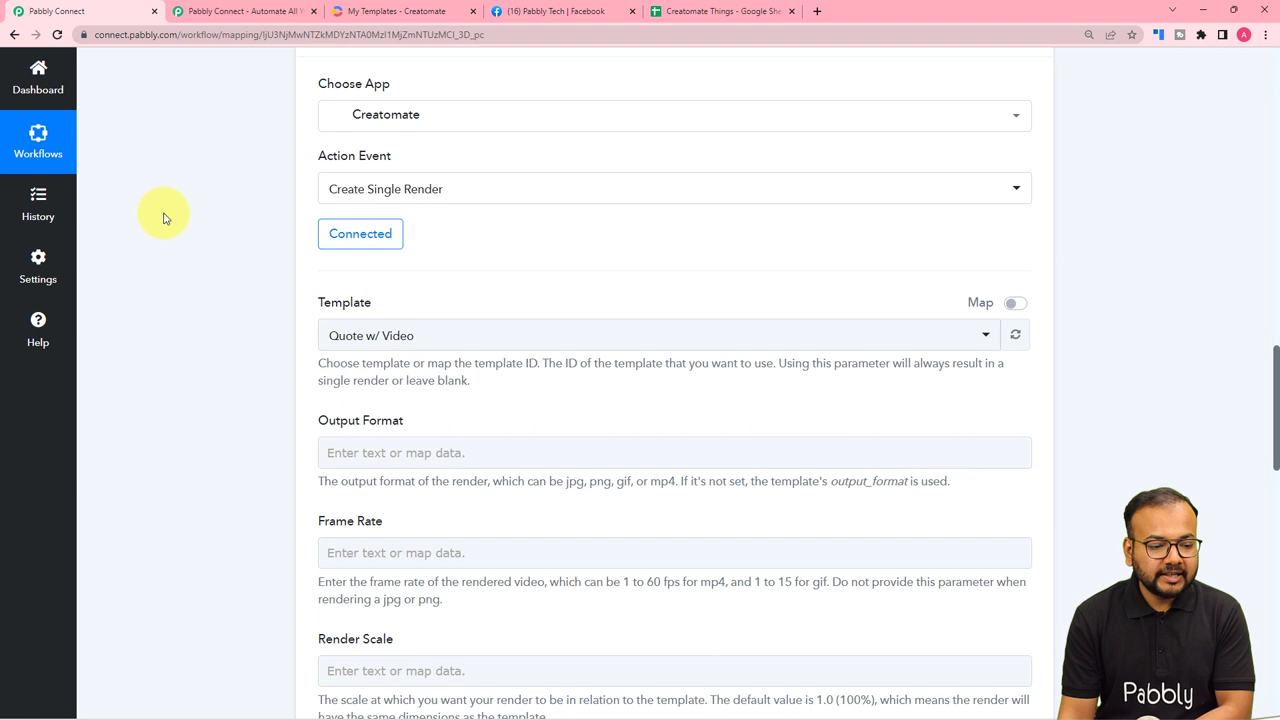 Pabbly Connect
Pabbly Connect - Automate All Y
My Templates - Creatomate
(16) Pabbly Tech | Facebook
Creatomate Things - Google She
connect.pabbly.com/workflow/mapping/IjU3NjMwNTZkMDYzNTA0MzI1MjZmNTUzMCI_3D_pc
A
Dashboard
Workflows
History
Settings
Help
Choose App
Creatomate
Action Event
Create Single Render
Connected
Template
Map
Quote w/ Video
Choose template or map the template ID. The ID of the template that you want to use. Using this parameter will always result in a
single render or leave blank.
Output Format
Enter text or map data.
The output format of the render, which can be jpg, png, gif, or mp4. If it's not set, the template's output_format is used.
Frame Rate
Enter text or map data.
Enter the frame rate of the rendered video, which can be 1 to 60 fps for mp4, and 1 to 15 for gif. Do not provide this parameter when
rendering a jpg or png.
Render Scale
Enter text or map data.
The scale at which you want your render to be in relation to the template. The default value is 1.0 (100%), which means the render will
have the same dimensions as the template.
Pabbly